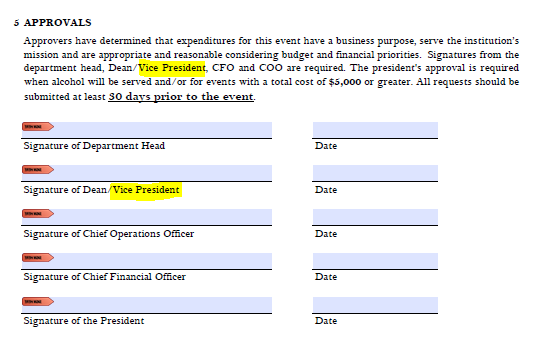 5 APPROVALS
Approvers have determined that expenditures for this event have a business purpose, serve the institution's
mission and are appropriate and reasonable considering budget and financial priorities. Signatures from the
department head, Dean/Vice President, CFO and COO are required. The president's approval is required
when alcohol will be served and/or for events with a total cost of $5,000 or greater. All requests should be
submitted at least 30 days prior to the event.
Signature of Department Head Date
Signature of Dean/Vice President Date
Signature of Chief Operations Officer Date
Signature of Chief Financial Officer Date
Signature of the President Date